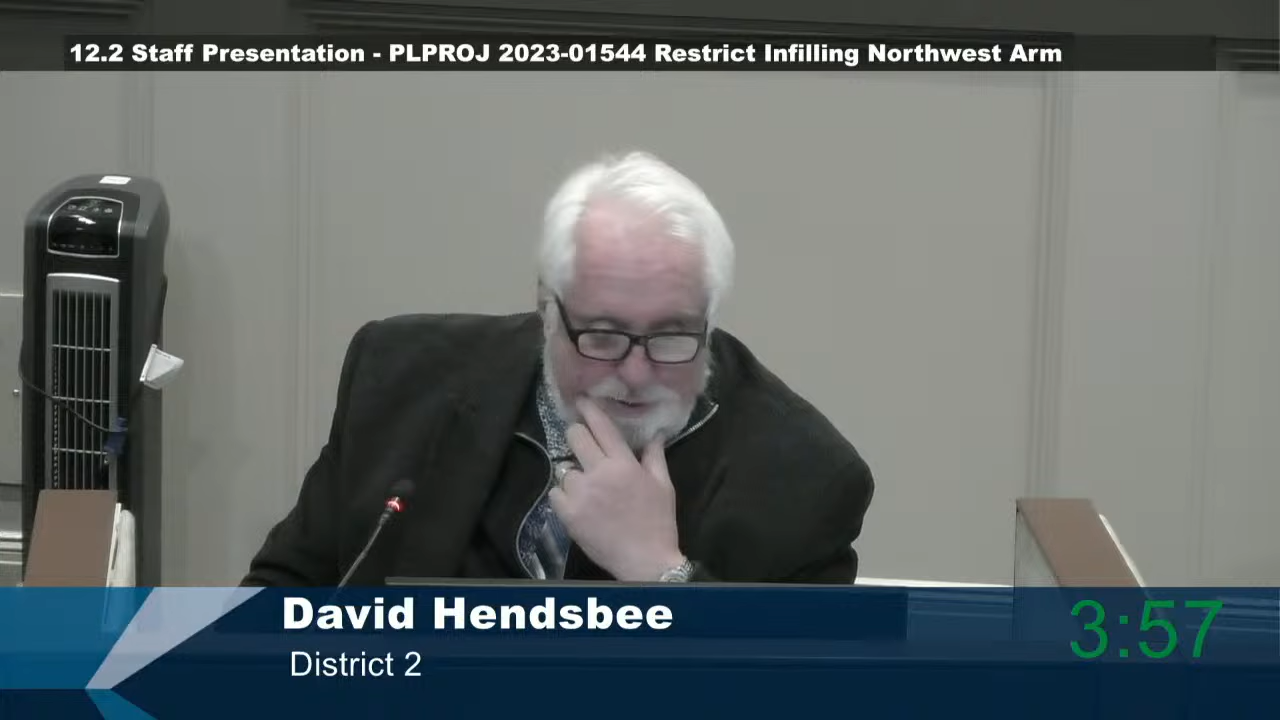 12.2 Staff Presentation - PLPROJ 2023-01544 Restrict Infilling Northwest Arm
David Hendsbee
District 2
3:57